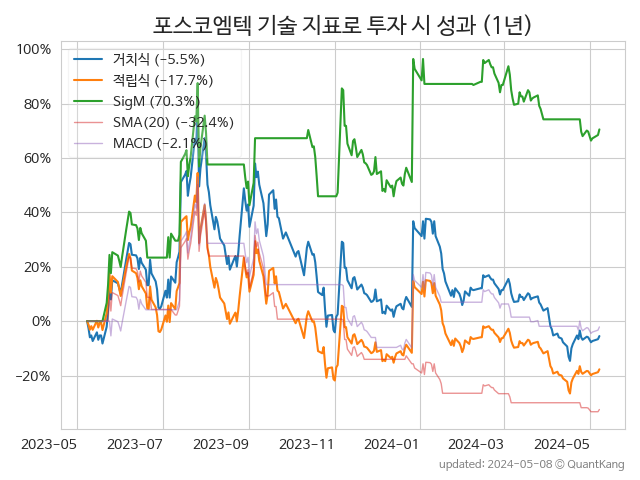 포스코엠텍 기술 지표로 투자 시 성과 (1년)
거치식 (−5.5%)
적립식 (−17.7%)
SigM (70.3%)
SMA(20) (−32.4%)
MACD (−2.1%)
100%
80%
60%
40%
20%
0%
−20%
2023−05 2023−07 2023−09 2023−11 2024−01 2024−03 2024−05
updated: 2024-05-08 © QuantKang